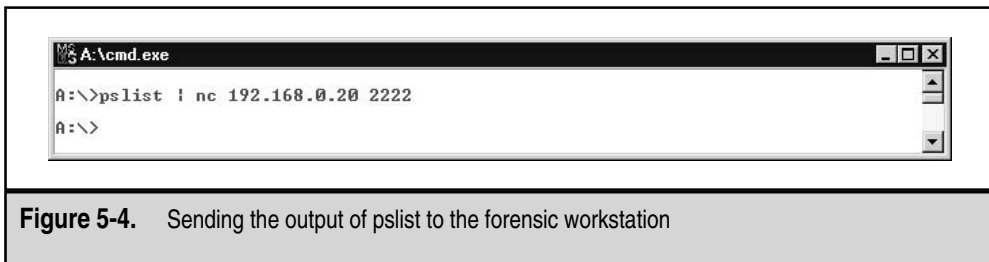 A:\cmd.exe
A:\>pslist | nc 192.168.0.20 2222
A:\>
Figure 5-4. Sending the output of pslist to the forensic workstation